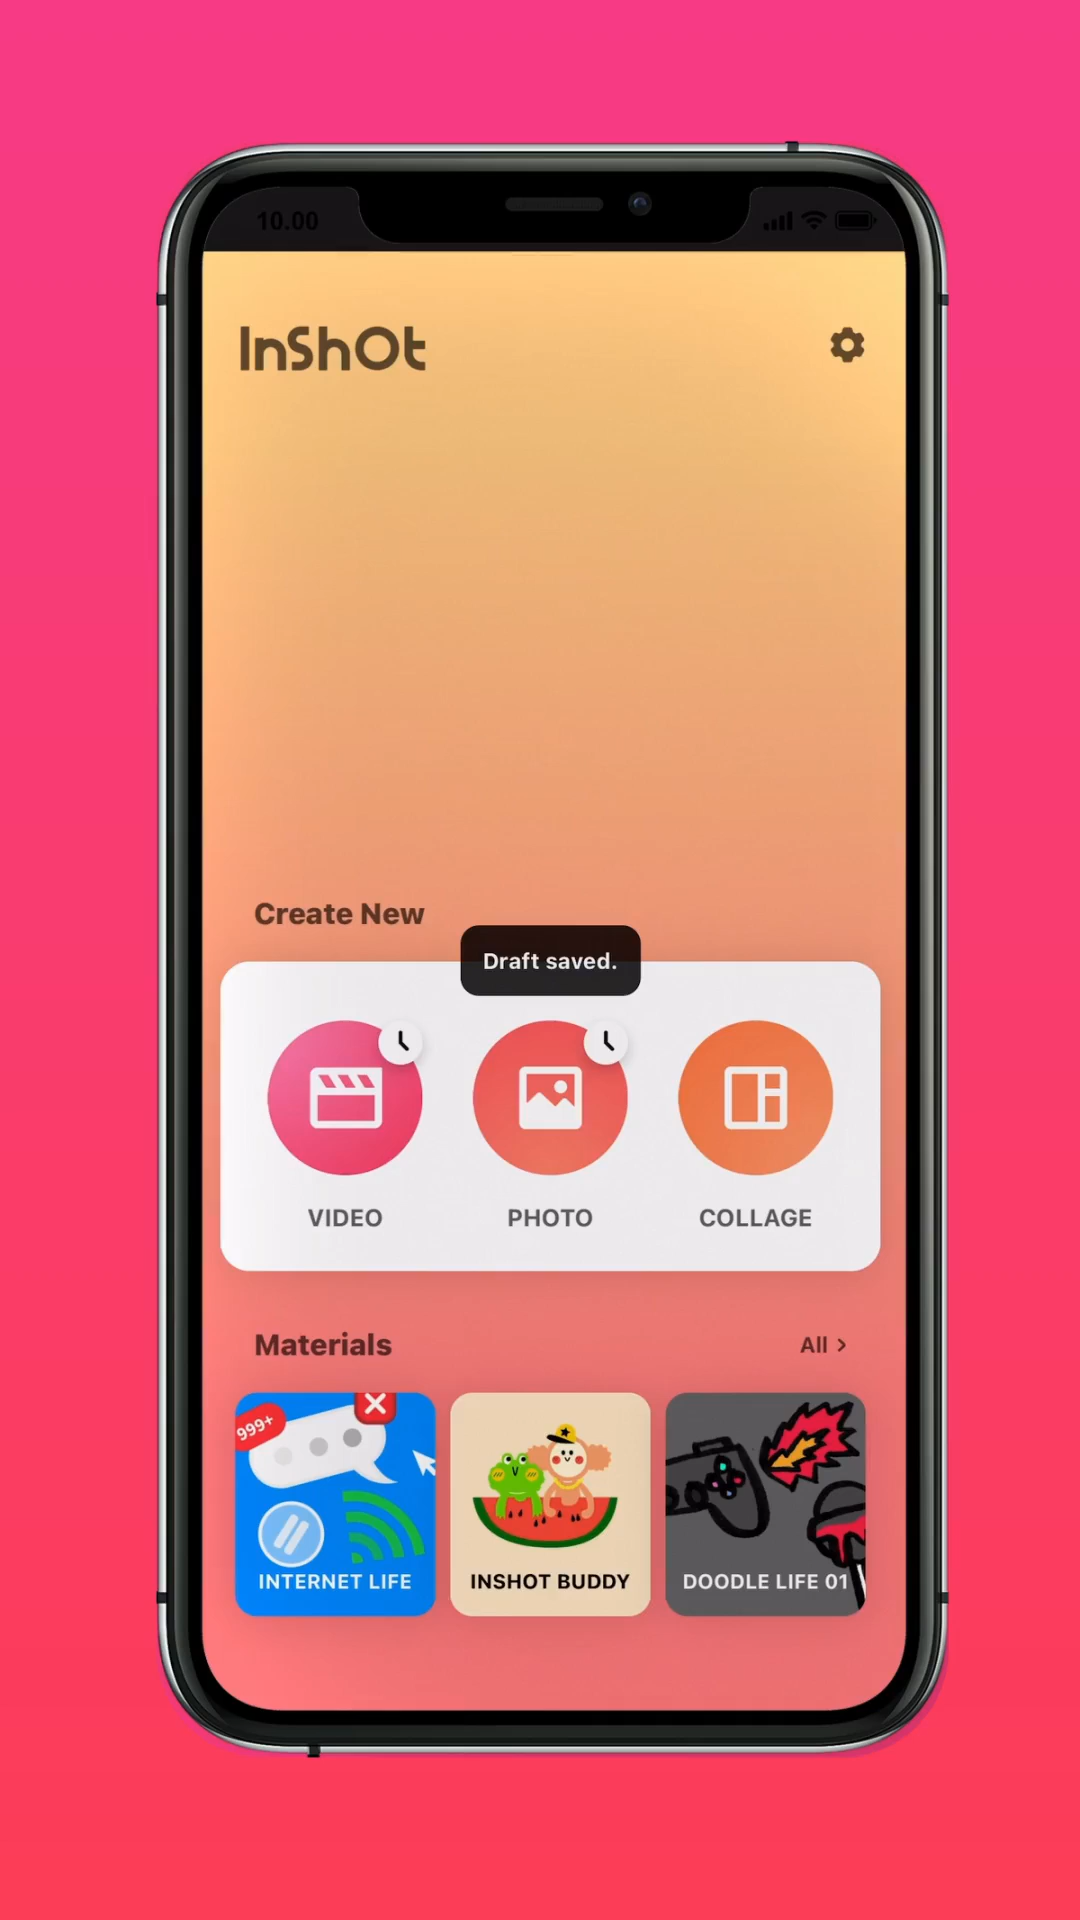 10.00
InShOt
Create New
Draft saved.
VIDEO
PHOTO
COLLAGE
Materials
All >
999+
INTERNET LIFE
INSHOT BUDDY
DOODLE LIFE 01